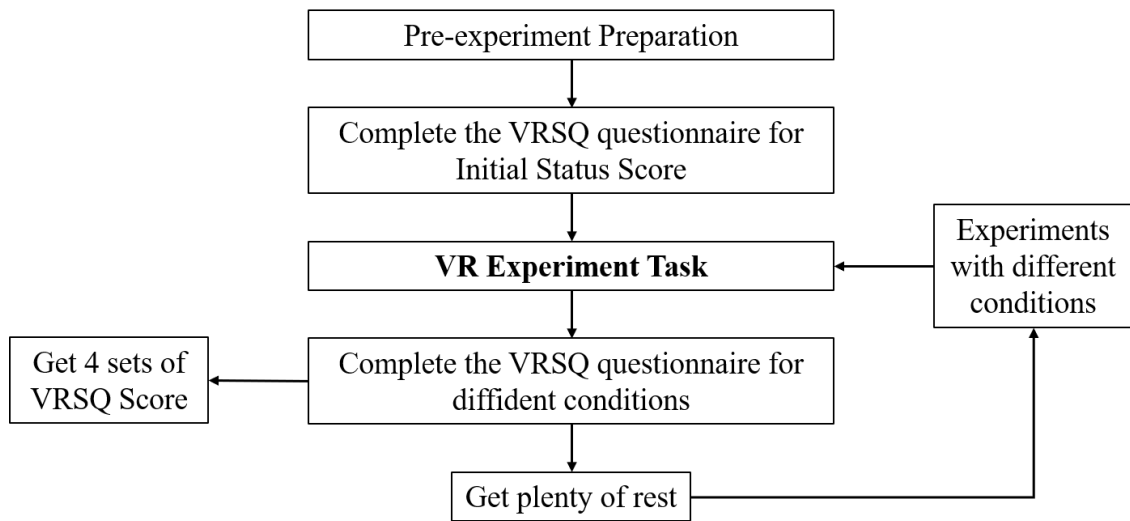 Pre-experiment Preparation
Complete the VRSQ questionnaire for
Initial Status Score
VR Experiment Task
Experiments
with different
conditions
Complete the VRSQ questionnaire for
diffident conditions
Get 4 sets of
VRSQ Score
Get plenty of rest